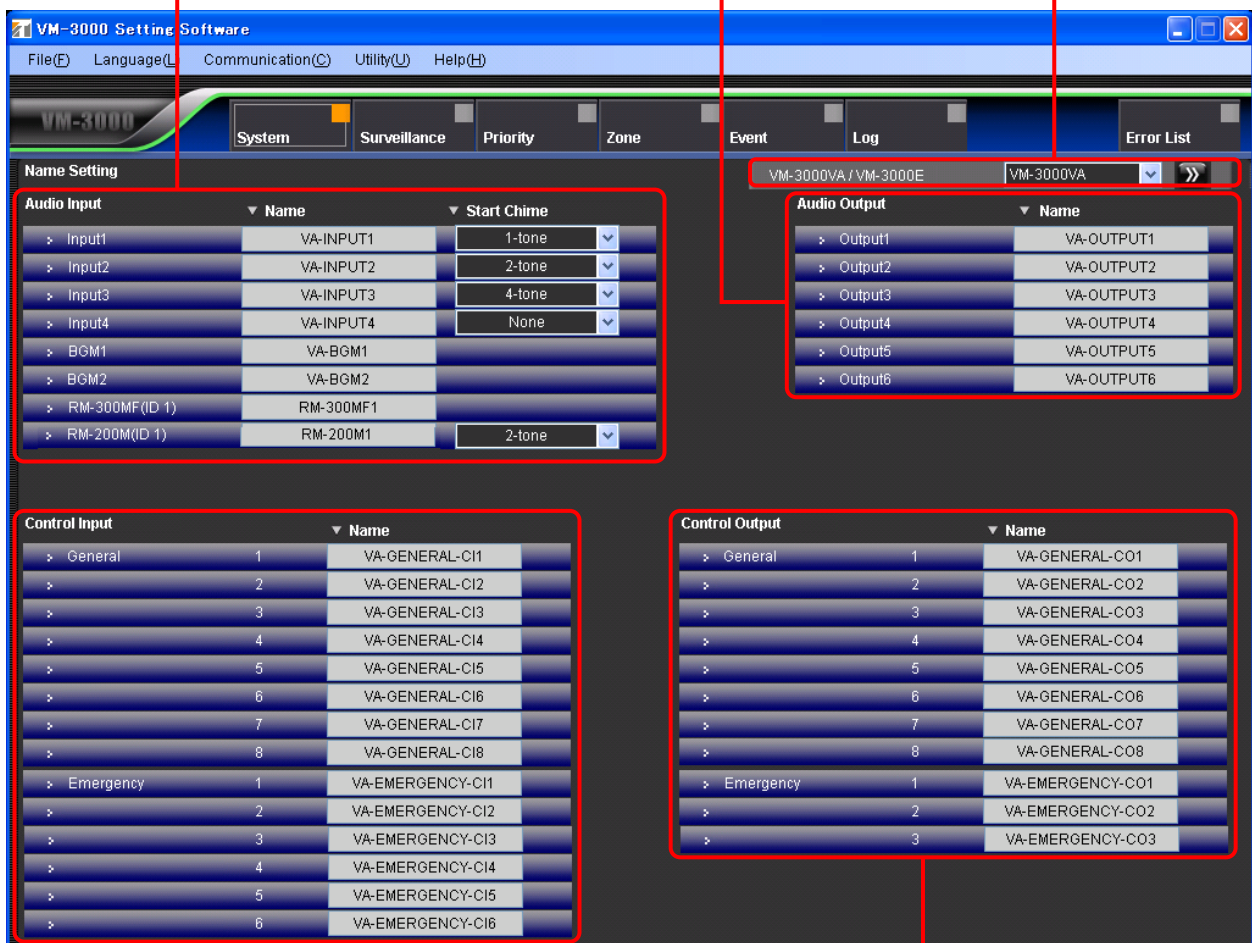 VM-3000 Setting Software
File(F) Language(L Communication(C) Utility(U) Help(H)
VM-3000
System Surveillance Priority Zone Event Log Error List
Name Setting
VM-3000VA / VM-3000E VM-3000VA
Audio Input Name Start Chime
Input1 VA-INPUT1 1-tone
Input2 VA-INPUT2 2-tone
Input3 VA-INPUT3 4-tone
Input4 VA-INPUT4 None
BGM1 VA-BGM1
BGM2 VA-BGM2
RM-300MF(ID 1) RM-300MF1
RM-200M(ID 1) RM-200M1 2-tone
Audio Output Name
Output1 VA-OUTPUT1
Output2 VA-OUTPUT2
Output3 VA-OUTPUT3
Output4 VA-OUTPUT4
Output5 VA-OUTPUT5
Output6 VA-OUTPUT6
Control Input Name
General 1 VA-GENERAL-CI1
2 VA-GENERAL-CI2
3 VA-GENERAL-CI3
4 VA-GENERAL-CI4
5 VA-GENERAL-CI5
6 VA-GENERAL-CI6
7 VA-GENERAL-CI7
8 VA-GENERAL-CI8
Emergency 1 VA-EMERGENCY-CI1
2 VA-EMERGENCY-CI2
3 VA-EMERGENCY-CI3
4 VA-EMERGENCY-CI4
5 VA-EMERGENCY-CI5
6 VA-EMERGENCY-CI6
Control Output Name
General 1 VA-GENERAL-CO1
2 VA-GENERAL-CO2
3 VA-GENERAL-CO3
4 VA-GENERAL-CO4
5 VA-GENERAL-CO5
6 VA-GENERAL-CO6
7 VA-GENERAL-CO7
8 VA-GENERAL-CO8
Emergency 1 VA-EMERGENCY-CO1
2 VA-EMERGENCY-CO2
3 VA-EMERGENCY-CO3